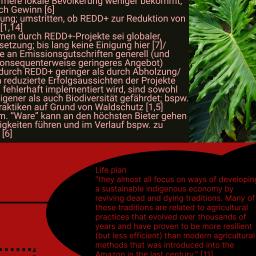 mere lokale Bevölkerung weniger bekommt,
ch Gewinn [6]
ung; umstritten, ob REDD+ zur Reduktion von
[1,14]
men durch REDD+-Projekte sei globaler,
setzung; bis lang keine Einigung hier [7]/
e an Emissionsgutschriften generell (und
onsequenterweise geringeres Angebot)
durch REDD+ geringer als durch Abholzung/
n reduzierte Erfolgsaussichten der Projekte
fehlerhaft implementiert wird, sind sowohl
igener als auch Biodiversität gefährdet; bspw.
raktiken auf Grund von Waldschutz [1,5]
m. "Ware" kann an den höchsten Bieter gehen
igkeiten führen und im Verlauf bspw. zu
[6]
Life plan
"they almost all focus on ways of developing
a sustainable indigenous economy by
reviving dead and dying traditions. Many of
these traditions are related to agricultural
practices that evolved over thousands of
years and have proven to be more resilient
(but less efficient) than modern agricultural
methods that was introduced into the
Amazon in the last century" [11]